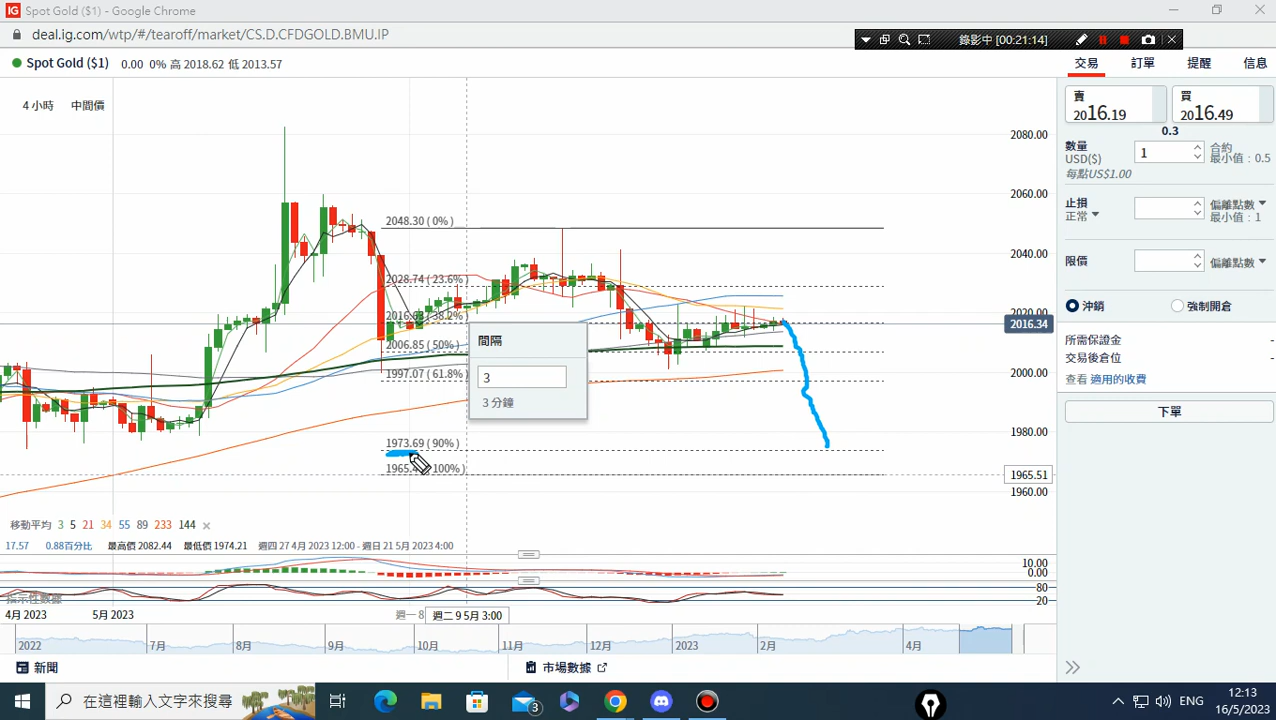 IG Spot Gold ($1) - Google Chrome
deal.ig.com/wtp/#/tearoff/market/CS.D.CFDGOLD.BMU.IP
錄影中 [00:21:14]
Spot Gold ($1) 0.00 0% 高 2018.62 低 2013.57
交易 訂單 提醒 信息
4 小時 中間價
賣 2016.19
買 2016.49
0.3
數量 USD($) 1 合約 最小值 : 0.5
每點US$1.00
止損 正常 偏離點數 最小值 : 1
限價 偏離點數
沖銷 強制開倉
所需保證金 -
交易後倉位 -
查看 適用的收費
下單
2080.00
2060.00
2040.00
2020.00
2016.34
2000.00
1980.00
1965.51
1960.00
2048.30 ( 0% )
2028.74 ( 23.6% )
38.2% )
2006.85 ( 50% )
1997.07 ( 61.8% )
1973.69 ( 90% )
100% )
間隔
3
3 分鐘
移動平均 3 5 21 34 55 89 233 144
17.57 0.88百分比 最高價 2082.44 最低價 1974.21 週四 27 4月 2023 12:00 - 週日 21 5月 2023 4:00
10.00
0.00
80
20
4月 2023 5月 2023 週一 8 週二 9 5月 3:00
2022 7月 8月 9月 10月 11月 12月 2023 2月 4月
新聞 市場數據
在這裡輸入文字來搜尋
3
ENG
12:13
16/5/2023